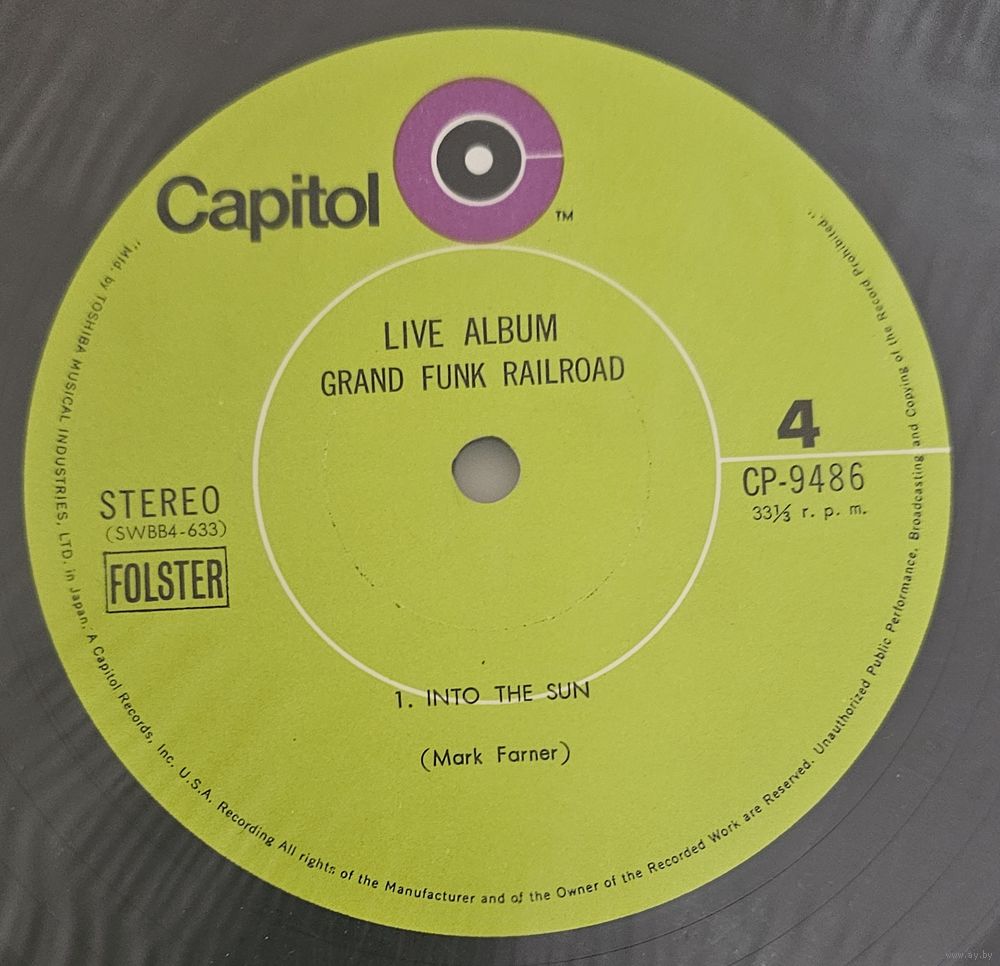 Capitol
TM
LIVE ALBUM
GRAND FUNK RAILROAD
4
CP-9486
33⅓ r. p. m.
STEREO
(SWBB4-633)
FOLSTER
1. INTO THE SUN
(Mark Farner)
"Mfd. by TOSHIBA MUSICAL INDUSTRIES, LTD. in Japan. A Capitol Records, Inc. U.S.A. Recording All rights of the Manufacturer and of the Owner of the Recorded Work are Reserved. Unauthorized Public Performance, Broadcasting and Copying of the Record Prohibited."
www.ay.by